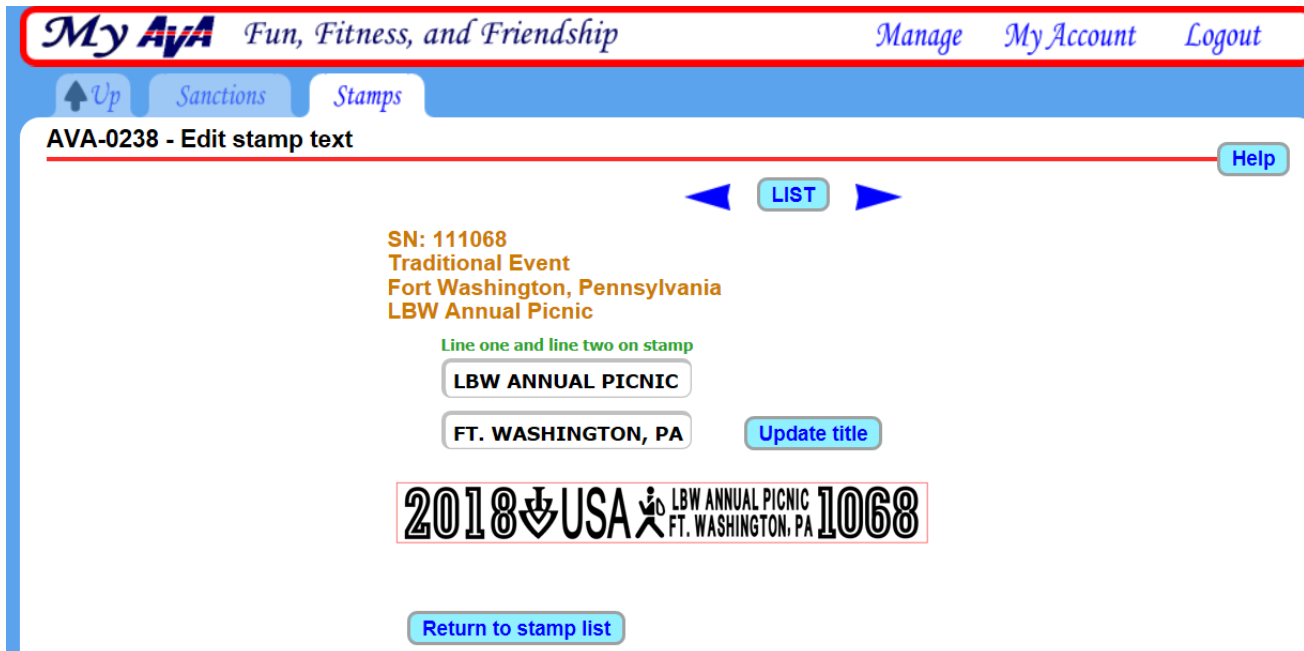 My AVA Fun, Fitness, and Friendship Manage My Account Logout
Up Sanctions Stamps
AVA-0238 - Edit stamp text
Help
LIST
SN: 111068
Traditional Event
Fort Washington, Pennsylvania
LBW Annual Picnic
Line one and line two on stamp
LBW ANNUAL PICNIC
FT. WASHINGTON, PA Update title
2018 USA LBW ANNUAL PICNIC 1068
FT. WASHINGTON, PA
Return to stamp list